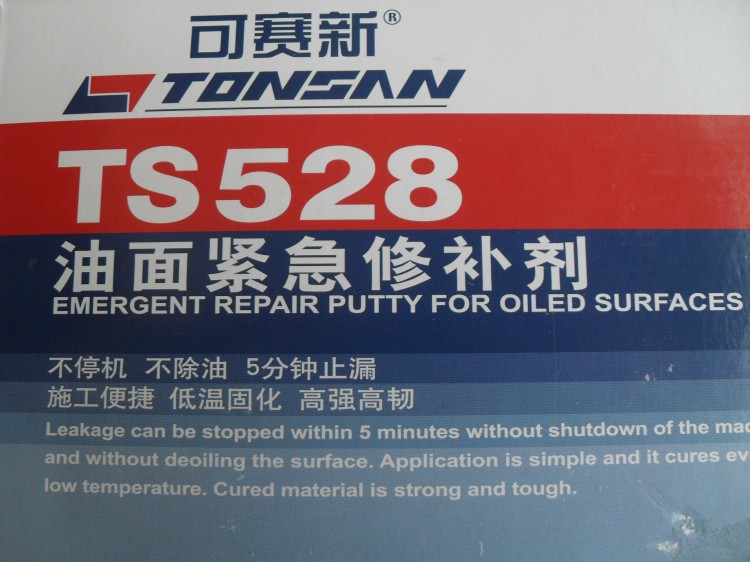 可赛新®
TONSAN
TS528
油面紧急修补剂
EMERGENT REPAIR PUTTY FOR OILED SURFACES
不停机 不除油 5分钟止漏
施工便捷 低温固化 高强高韧
Leakage can be stopped within 5 minutes without shutdown of the mac
and without deoiling the surface. Application is simple and it cures ev
low temperature. Cured material is strong and tough.